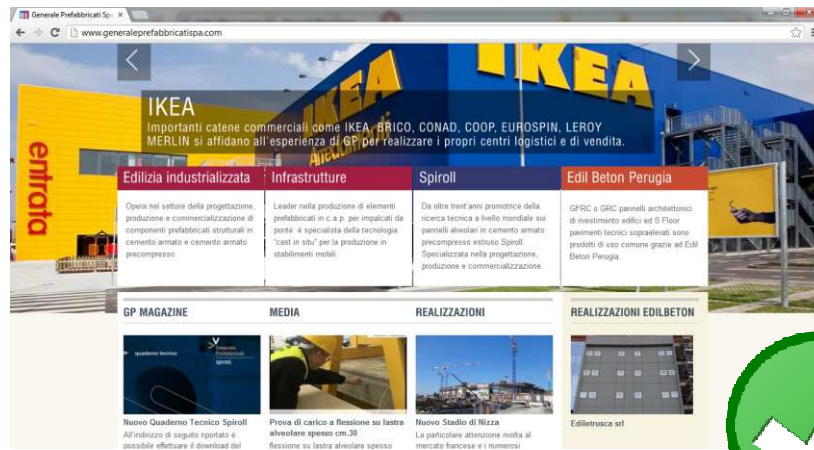 Generale Prefabbricati Spa
www.generaleprefabbricatispa.com
IKEA
IKEA
entrata
IKEA
Importanti catene commerciali come IKEA, BRICO, CONAD, COOP, EUROSPIN, LEROY
MERLIN si affidano all'esperienza di GP per realizzare i propri centri logistici e di vendita.
Edilizia industrializzata
Opera nel settore della progettazione,
produzione e commercializzazione di
componenti prefabbricati strutturali in
cemento armato e cemento armato
precompresso
Infrastrutture
Leader nella produzione di elementi
prefabbricati in c.a.p. per impalcati da
ponte é specialista della tecnologia
"cast in situ" per la produzione in
stabilimenti mobili.
Spiroll
Da oltre trent'anni promotrice della
ricerca tecnica a livello mondiale sui
pannelli alveolari in cemento armato
precompresso estruso Spiroll.
Specializzata nella progettazione,
produzione e commercializzazione.
Edil Beton Perugia
GFRC o GRC pannelli architettonici
di rivestimento edifici ed S Floor
pavimenti tecnici sopraelevati sono
prodotti di uso comune grazie ad Edil
Beton Perugia.
GP MAGAZINE
quaderno tecnico
Generale
Prefabbricati
spiroll
Nuovo Quaderno Tecnico Spiroll
All'indirizzo di seguito riportato è
possibile effettuare il download del
MEDIA
Prova di carico a flessione su lastra
alveolare spesso cm.30
flessione su lastra alveolare spesso
REALIZZAZIONI
Nuovo Stadio di Nizza
La particolare attenzione rivolta al
mercato francese e i numerosi
REALIZZAZIONI EDILBETON
Ediletrusca srl